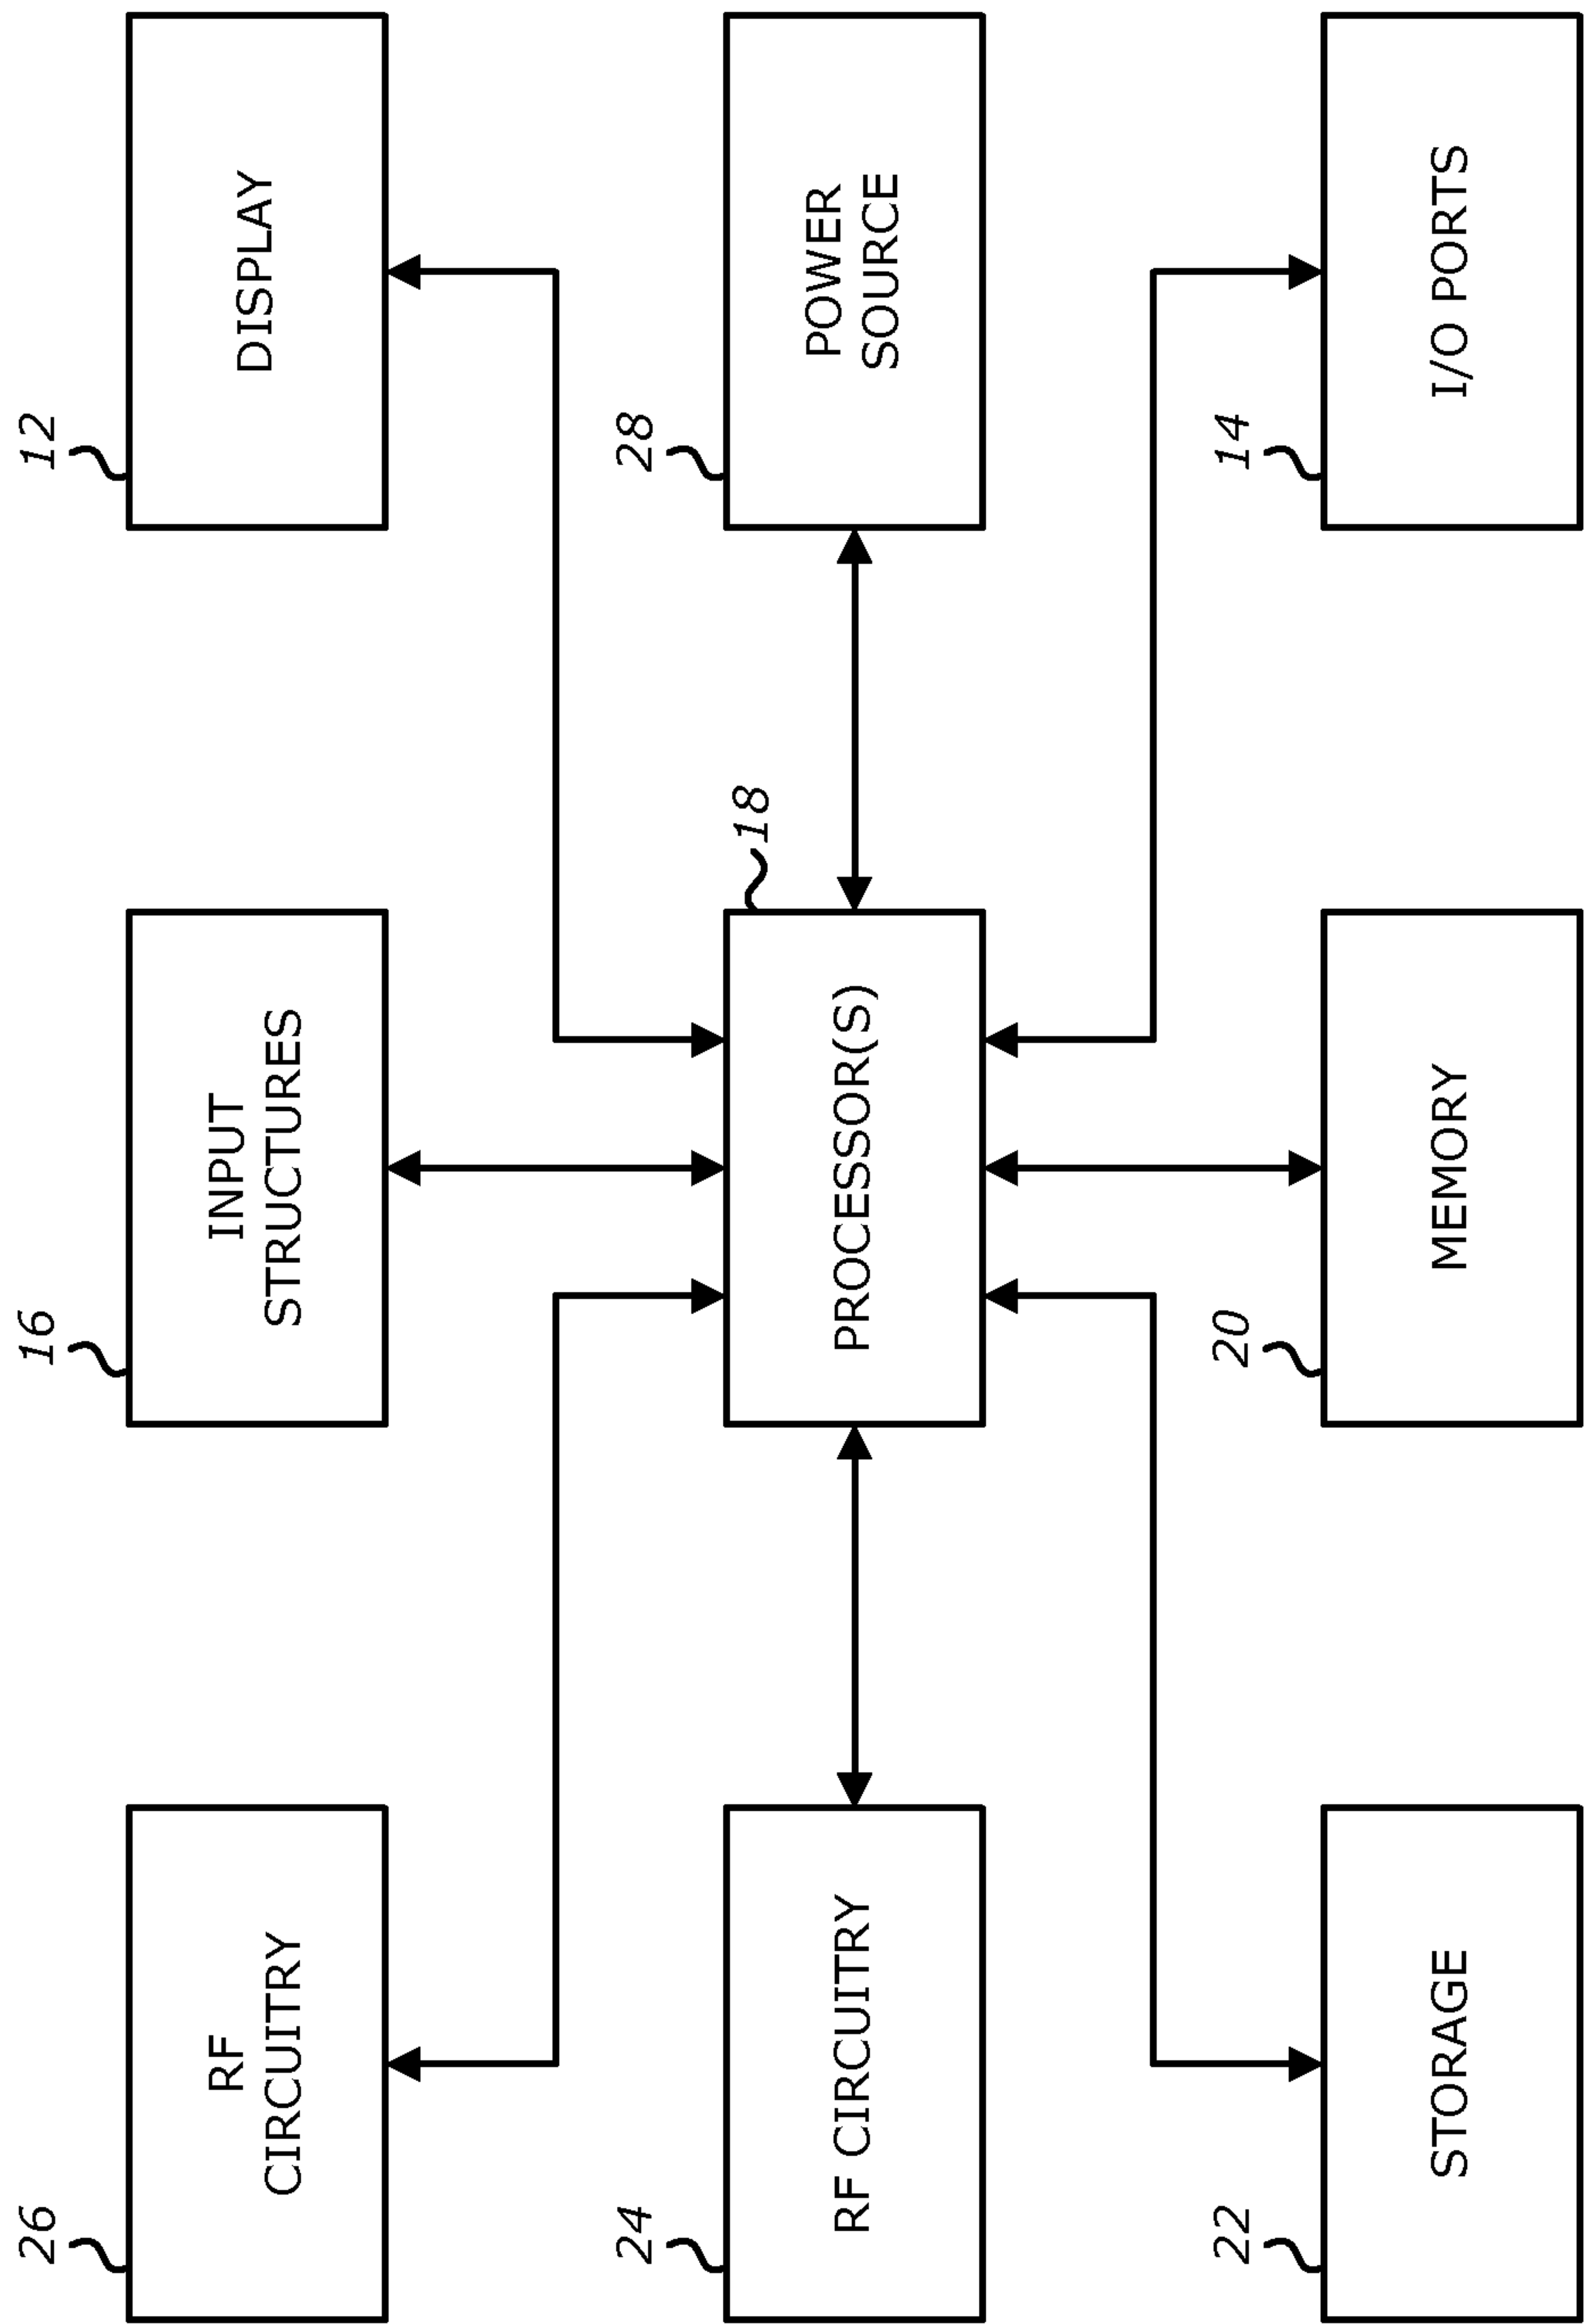 26
RF
CIRCUITRY
16
INPUT
STRUCTURES
12
DISPLAY
24
RF CIRCUITRY
18
PROCESSOR(S)
28
POWER
SOURCE
22
STORAGE
20
MEMORY
14
I/O PORTS